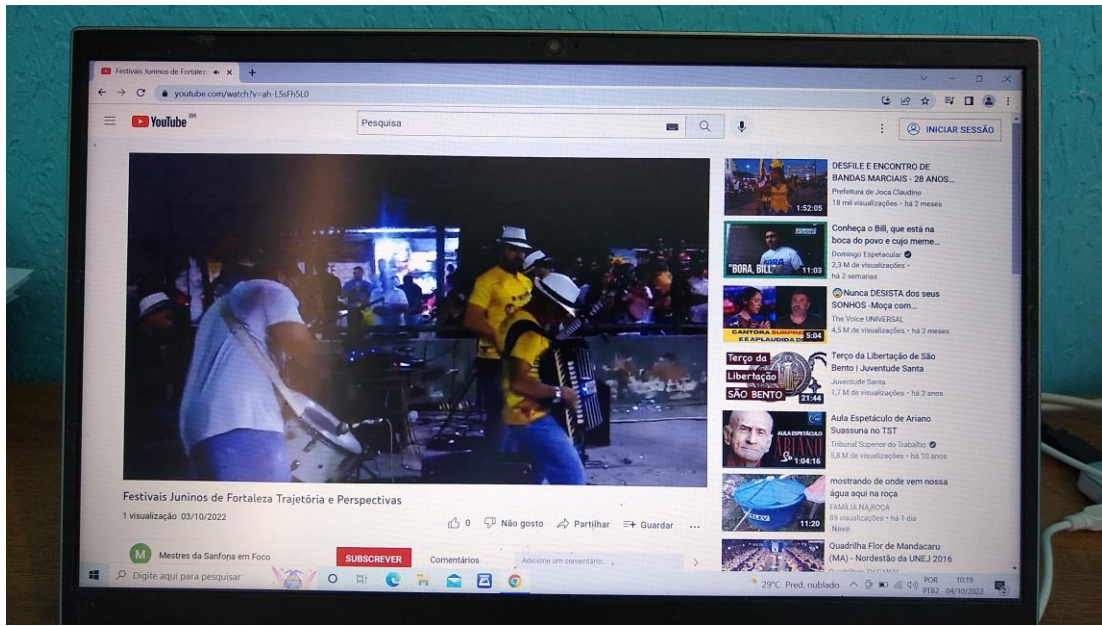 Festivais Juninos de Fortalez
youtube.com/watch?v=ah-L5sFh5L0
YouTube BR
Pesquisa
INICIAR SESSÃO
Festivais Juninos de Fortaleza Trajetória e Perspectivas
1 visualização 03/10/2022
0 Não gosto Partilhar Guardar ...
M Mestres da Sanfona em Foco
SUBSCREVER
Comentários
Adicione um comentário.
1:52:05
DESFILE E ENCONTRO DE
BANDAS MARCIAIS - 28 ANOS...
Prefeitura de Joca Claudino
18 mil visualizações • há 2 meses
"BORA, BILL"
11:03
Conheça o Bill, que está na
boca do povo e cujo meme...
Domingo Espetacular
2,3 M de visualizações •
há 2 semanas
CANTORA SURPRE
E É APLAUDIDA DE
5:04
Nunca DESISTA dos seus
SONHOS -Moça com...
The Voice UNIVERSAL
4,5 M de visualizações • há 2 meses
Terço da
Libertação
SÃO BENTO
21:44
Terço da Libertação de São
Bento | Juventude Santa
Juventude Santa
1,7 M de visualizações • há 3 anos
AULA ESPETÁCULO
ARIANO
1:04:16
Aula Espetáculo de Ariano
Suassuna no TST
Tribunal Superior do Trabalho
5,8 M de visualizações • há 10 anos
11:20
mostrando de onde vem nossa
água aqui na roça
FAMÍLIA NA ROÇA
89 visualizações • há 1 dia
Novo
Quadrilha Flor de Mandacaru
(MA) - Nordestão da UNEJ 2016
Digite aqui para pesquisar
29°C Pred. nublado
POR
PTB2
10:19
04/10/2022